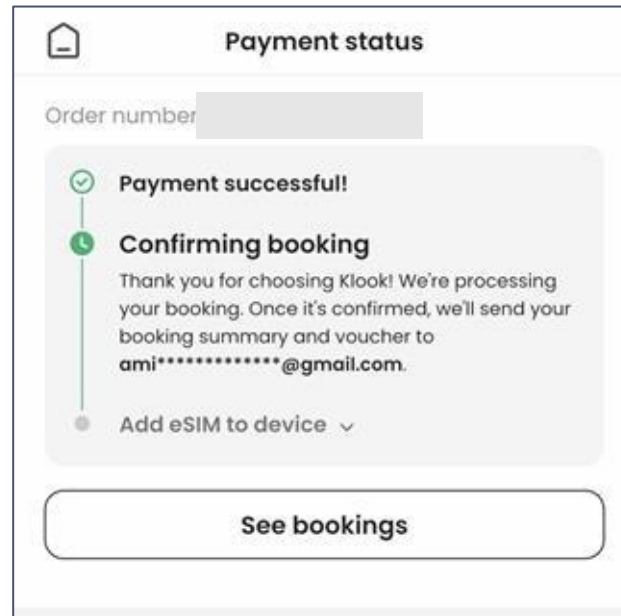 Payment status
Order number
Payment successful!
Confirming booking
Thank you for choosing Klook! We're processing
your booking. Once it's confirmed, we'll send your
booking summary and voucher to
ami*************@gmail.com.
Add eSIM to device
See bookings